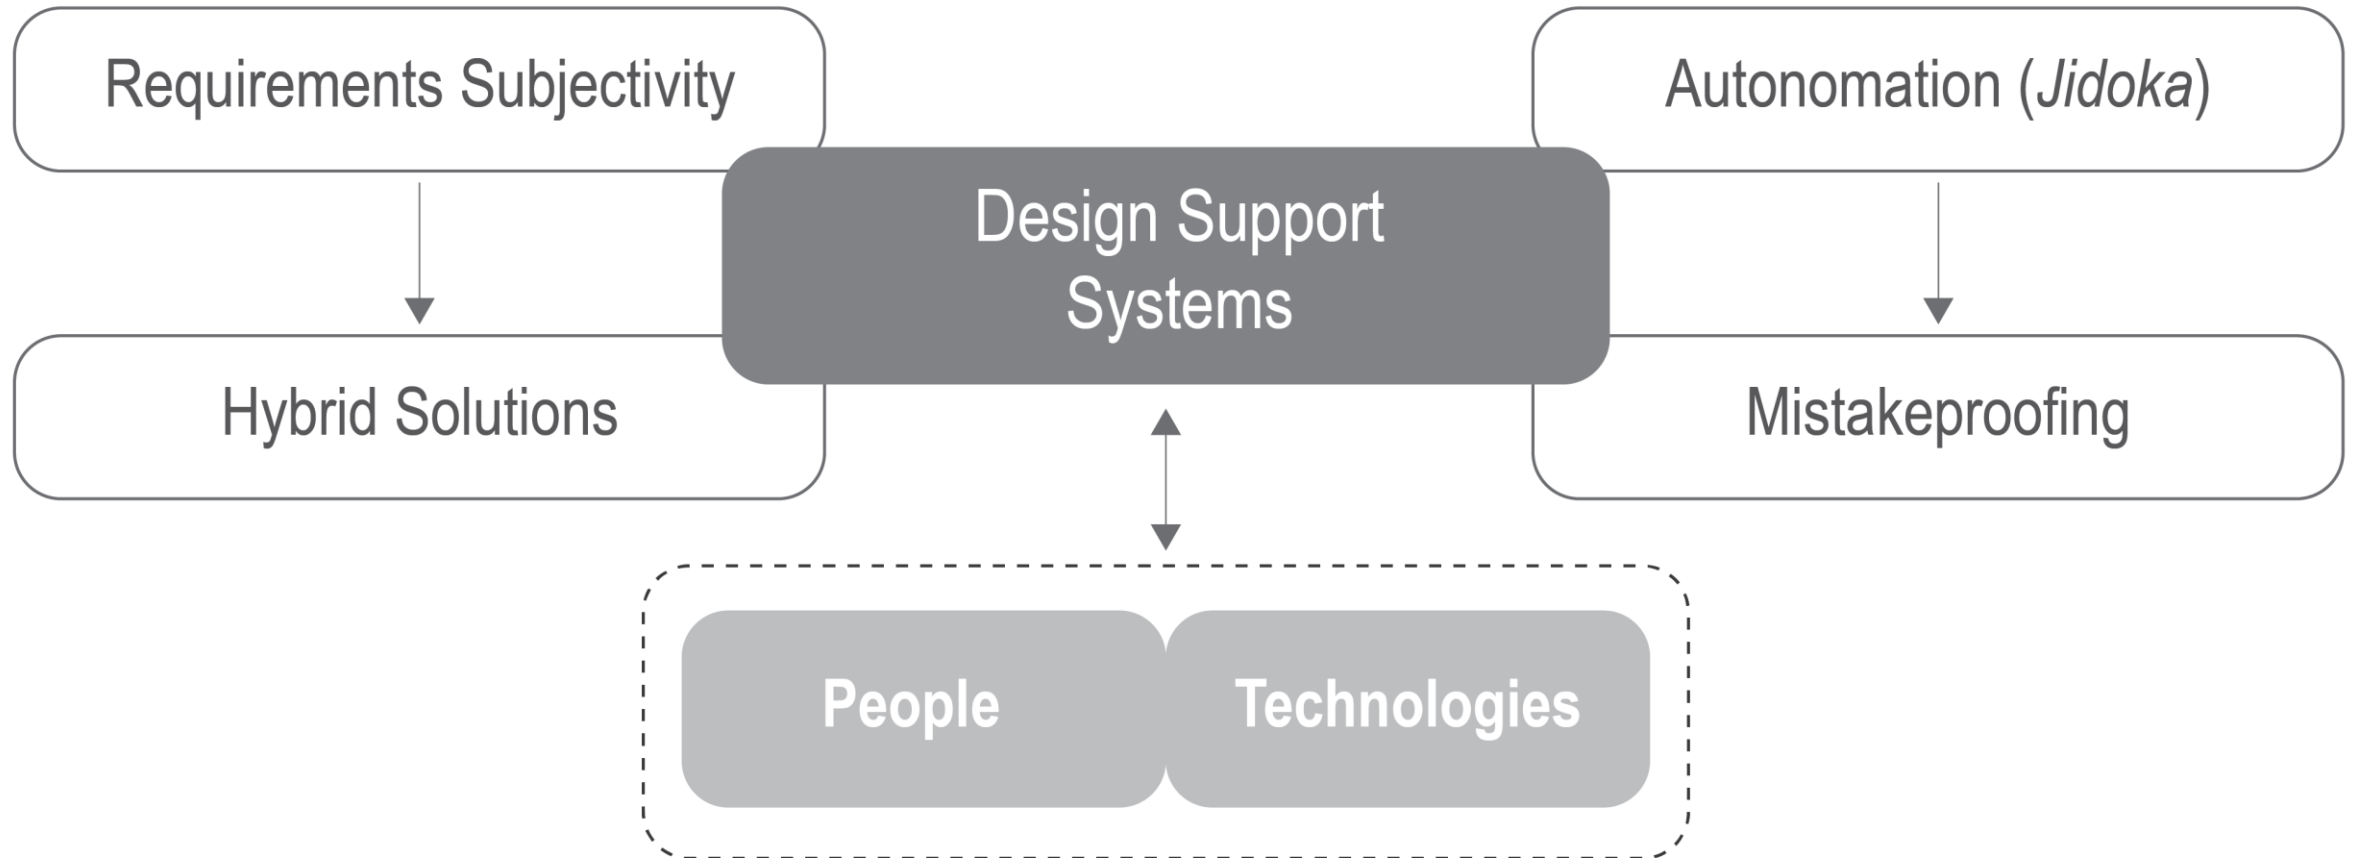 Requirements Subjectivity
Autonomation (Jidoka)
Design Support
Systems
Hybrid Solutions
Mistakeproofing
People
Technologies